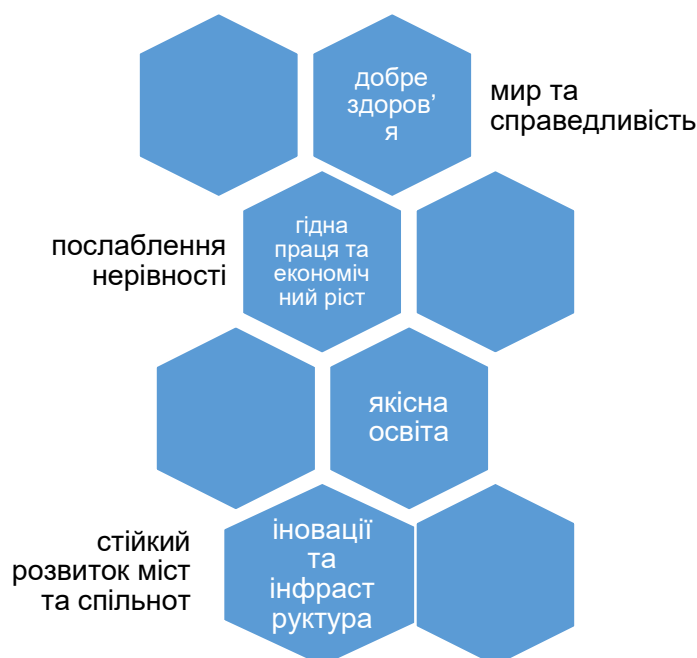 добре
здоров’
я
мир та
справедливість
послаблення
нерівності
гідна
праця та
економіч
ний ріст
якісна
освіта
стійкий
розвиток міст
та спільнот
іновації
та
інфраст
руктура